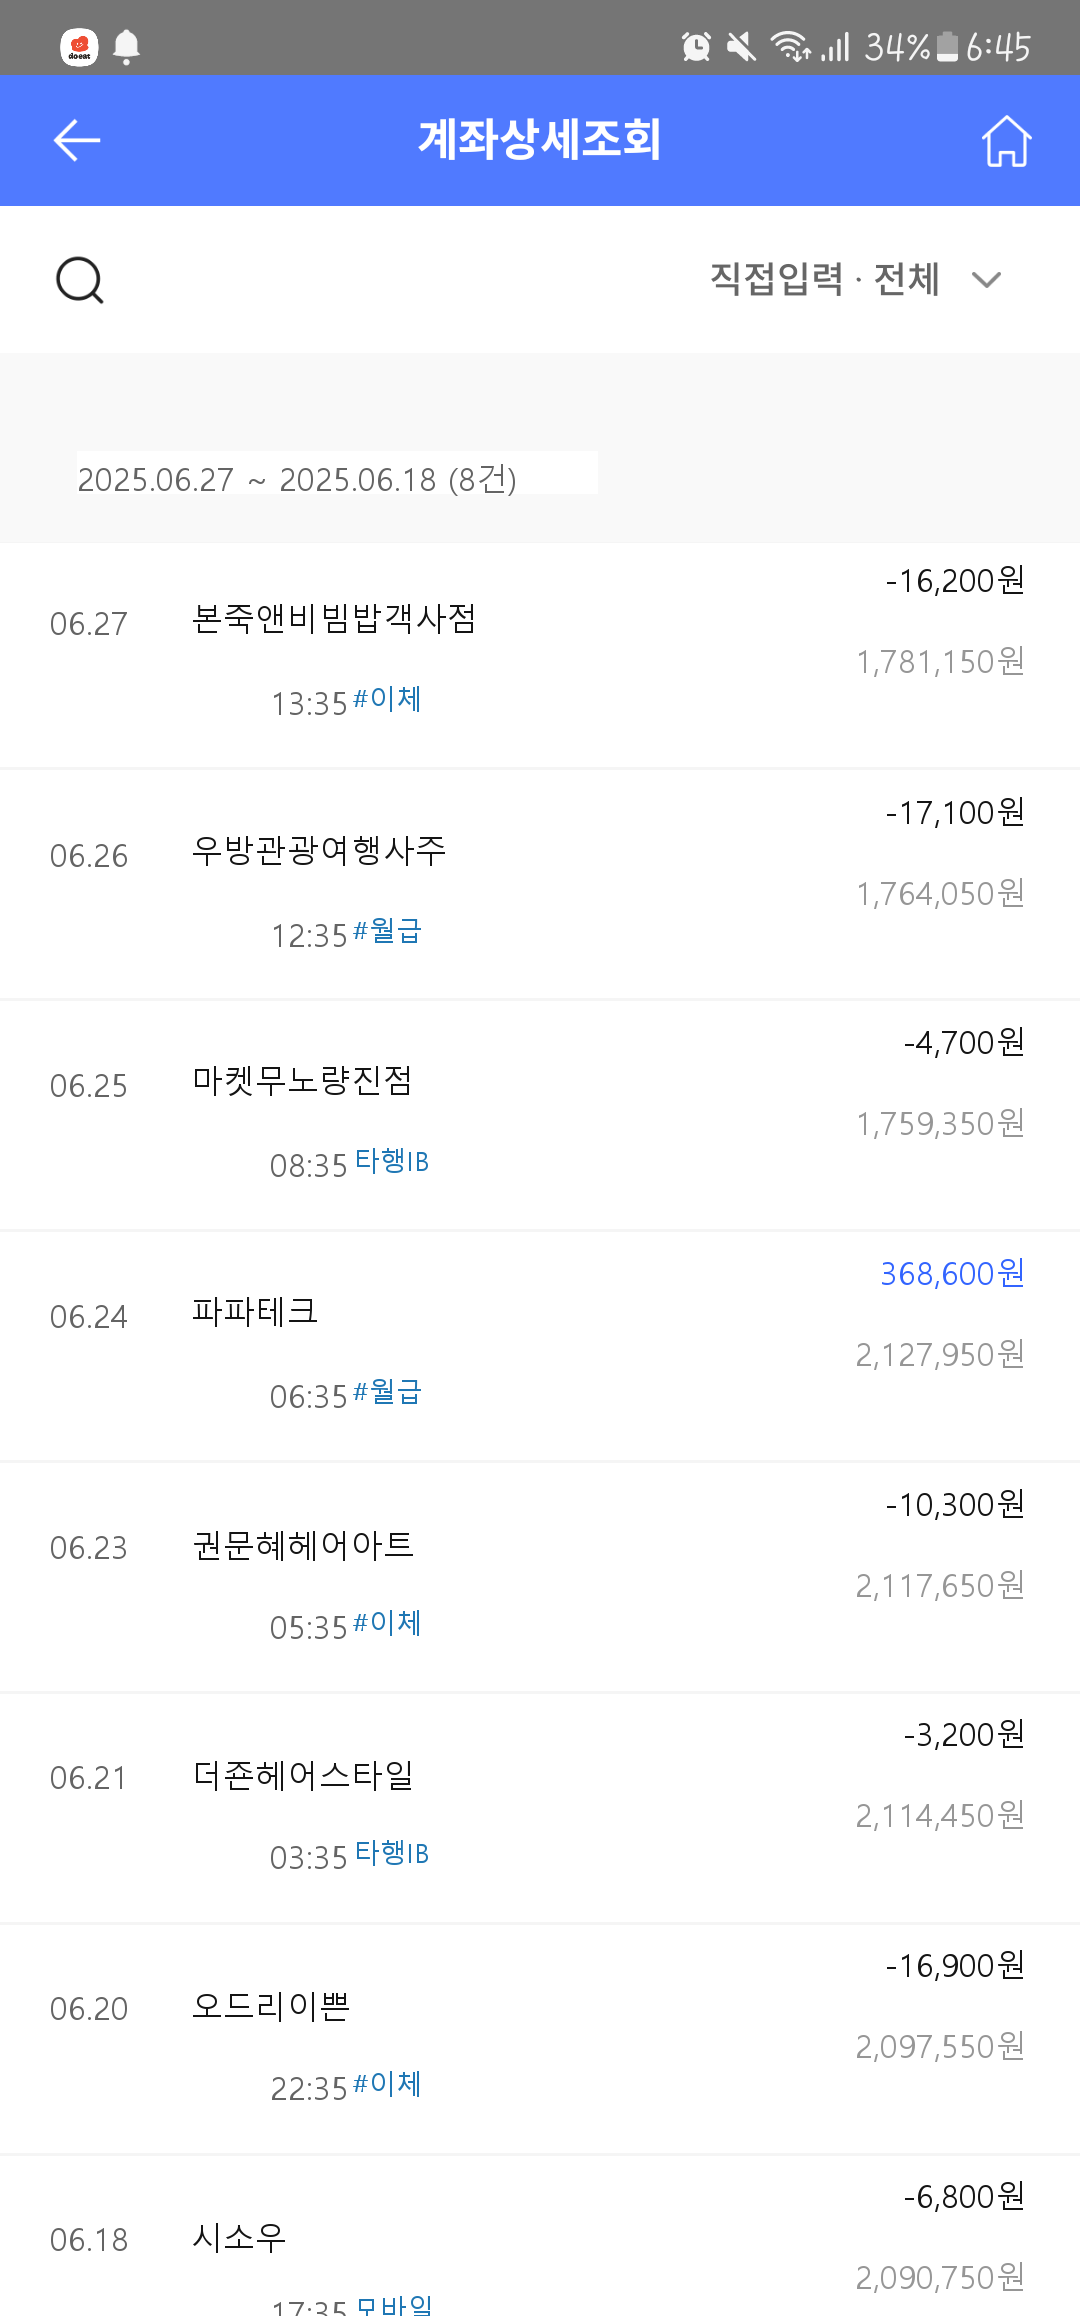 doeat
34% 6:45
계좌상세조회
직접입력 · 전체
2025.06.27 ~ 2025.06.18 (8건)
-16,200원
06.27 본죽앤비빔밥객사점
1,781,150원
13:35 #이체
-17,100원
06.26 우방관광여행사주
1,764,050원
12:35 #월급
-4,700원
06.25 마켓무노량진점
1,759,350원
08:35 타행IB
368,600원
06.24 파파테크
2,127,950원
06:35 #월급
-10,300원
06.23 권문혜헤어아트
2,117,650원
05:35 #이체
-3,200원
06.21 더죤헤어스타일
2,114,450원
03:35 타행IB
-16,900원
06.20 오드리이쁜
2,097,550원
22:35 #이체
-6,800원
06.18 시소우
2,090,750원
17:35 모바일